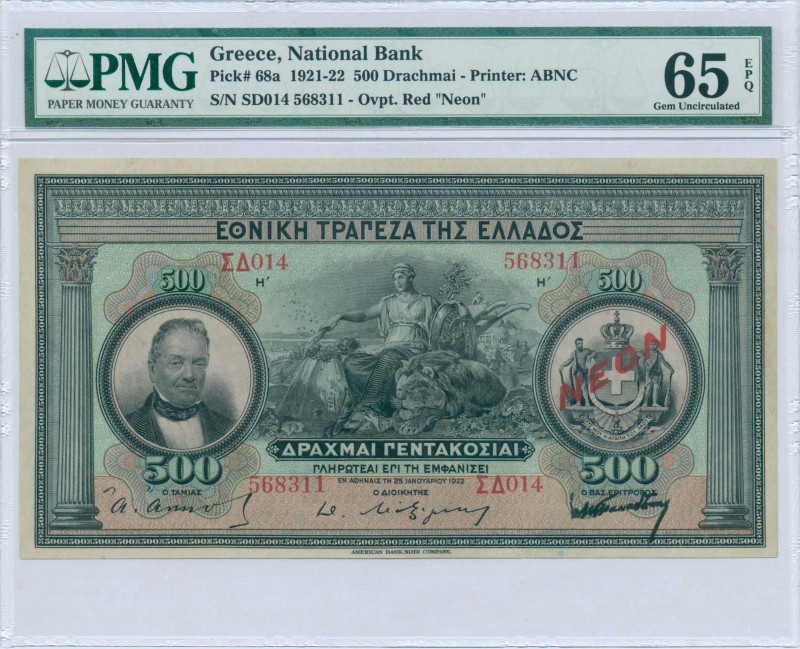 PMG
PAPER MONEY GUARANTY
Greece, National Bank
Pick# 68a 1921-22 500 Drachmai - Printer: ABNC
S/N SD014 568311 - Ovpt. Red "Neon"
65 EPQ
Gem Uncirculated
ΕΘΝΙΚΗ ΤΡΑΠΕΖΑ ΤΗΣ ΕΛΛΑΔΟΣ
500 ΣΔ014 568311 500
Η′ Η′
ΝΕΟΝ
ΔΡΑΧΜΑΙ ΠΕΝΤΑΚΟΣΙΑΙ
500 ΠΛΗΡΩΤΕΑΙ ΕΠΙ ΤΗ ΕΜΦΑΝΙΣΕΙ 500
568311 ΕΝ ΑΘΗΝΑΙΣ ΤΗ 25 ΙΑΝΟΥΑΡΙΟΥ 1922 ΣΔ014
Ο ΤΑΜΙΑΣ Ο ΔΙΟΙΚΗΤΗΣ Ο ΒΑΣ. ΕΠΙΤΡΟΠΟΣ
AMERICAN BANK NOTE COMPANY.